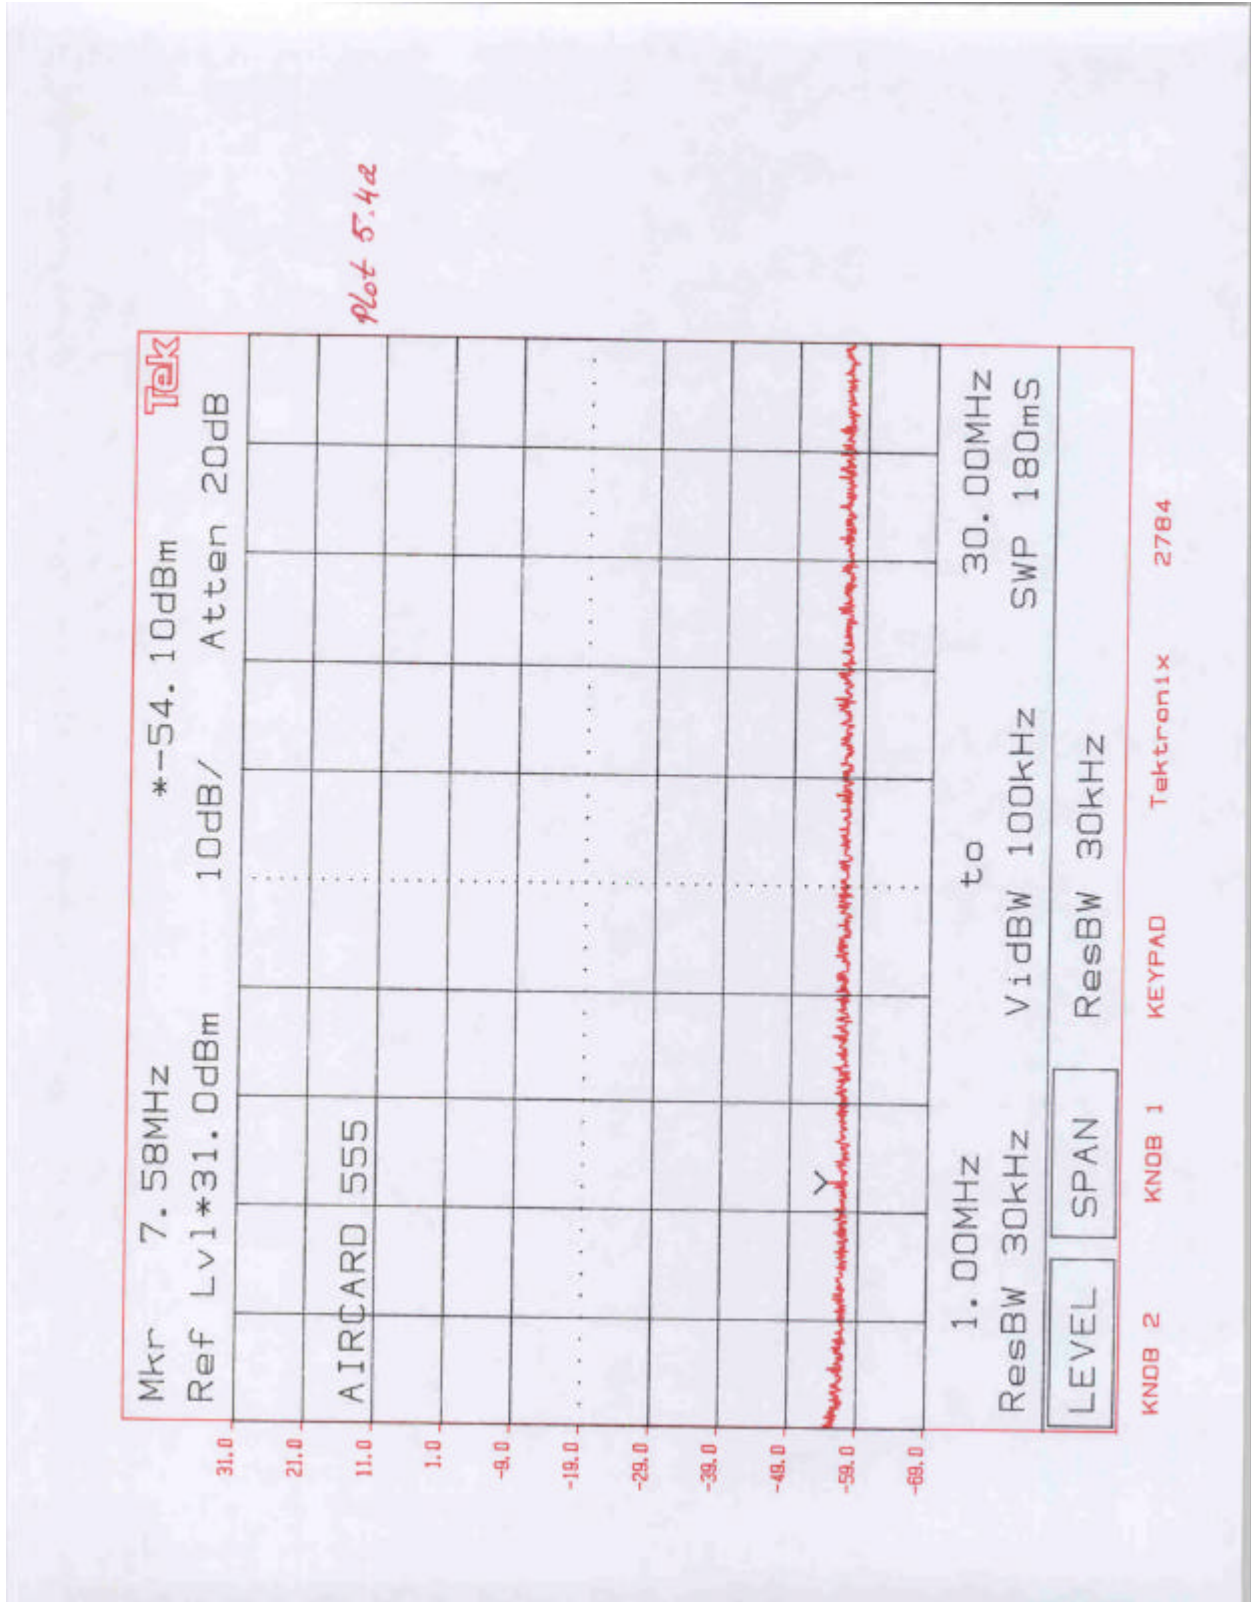 Plot 5.4a
Mkr 7.58MHz *-54.10dBm Tek
Ref Lvl*31.0dBm 10dB/ Atten 20dB
31.0
21.0
AIRCARD 555
11.0
1.0
-9.0
-19.0
-29.0
-39.0
-49.0
-59.0
-69.0
1.00MHz to 30.00MHz
ResBW 30kHz VidBW 100kHz SWP 180mS
LEVEL SPAN ResBW 30kHz
KNOB 2 KNOB 1 KEYPAD Tektronix 2784